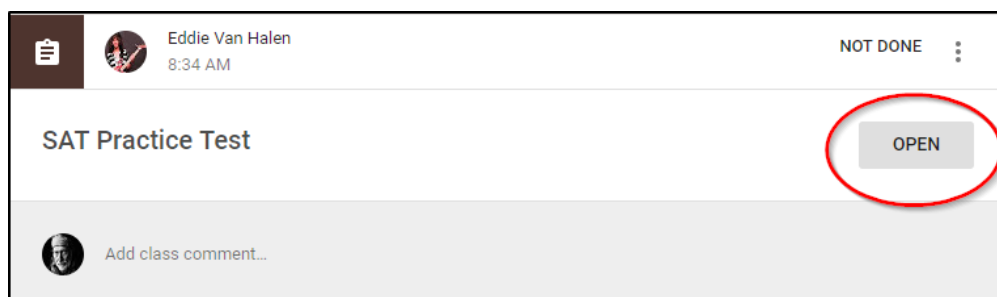 Eddie Van Halen
8:34 AM
NOT DONE
SAT Practice Test
OPEN
Add class comment...